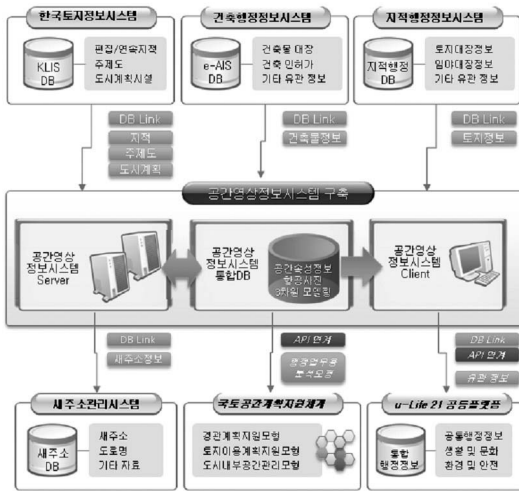 한국토지정보시스템
건축행정정보시스템
지적행정정보시스템
KLIS
DB
편집/연속지적
주제도
도시계획시설
e-AIS
DB
건축물 대장
건축 인허가
기타 유관 정보
지적행정
DB
토지대장정보
임야대장정보
기타 유관 정보
DB Link
지적
주제도
도시계획
DB Link
건축물정보
DB Link
토지정보
공간영상정보시스템 구축
공간영상
정보시스템
Server
공간영상
정보시스템
통합DB
공간속성정보
항공사진
3차원 모델링
공간영상
정보시스템
Client
DB Link
새주소정보
API 연계
DB Link
API 연계
유관 정보
새주소관리시스템
국토공간계획지원체계
u-Life 21 공통플랫폼
새주소
DB
새주소
도로명
기타 자료
경관계획지원모형
토지이용계획지원모형
도시내부공간관리모형
통합
행정정보
공통행정정보
생활 및 문화
환경 및 안전